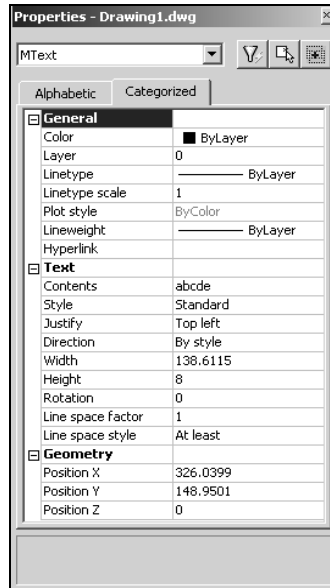 Properties - Drawing1.dwg
MText
Alphabetic Categorized
General
Color ByLayer
Layer 0
Linetype ByLayer
Linetype scale 1
Plot style ByColor
Lineweight ByLayer
Hyperlink
Text
Contents abcde
Style Standard
Justify Top left
Direction By style
Width 138.6115
Height 8
Rotation 0
Line space factor 1
Line space style At least
Geometry
Position X 326.0399
Position Y 148.9501
Position Z 0